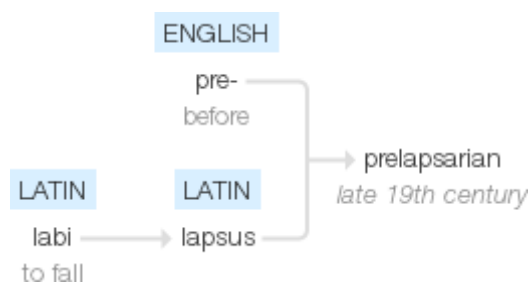 ENGLISH
pre-
before
prelapsarian
late 19th century
LATIN LATIN
labi lapsus
to fall